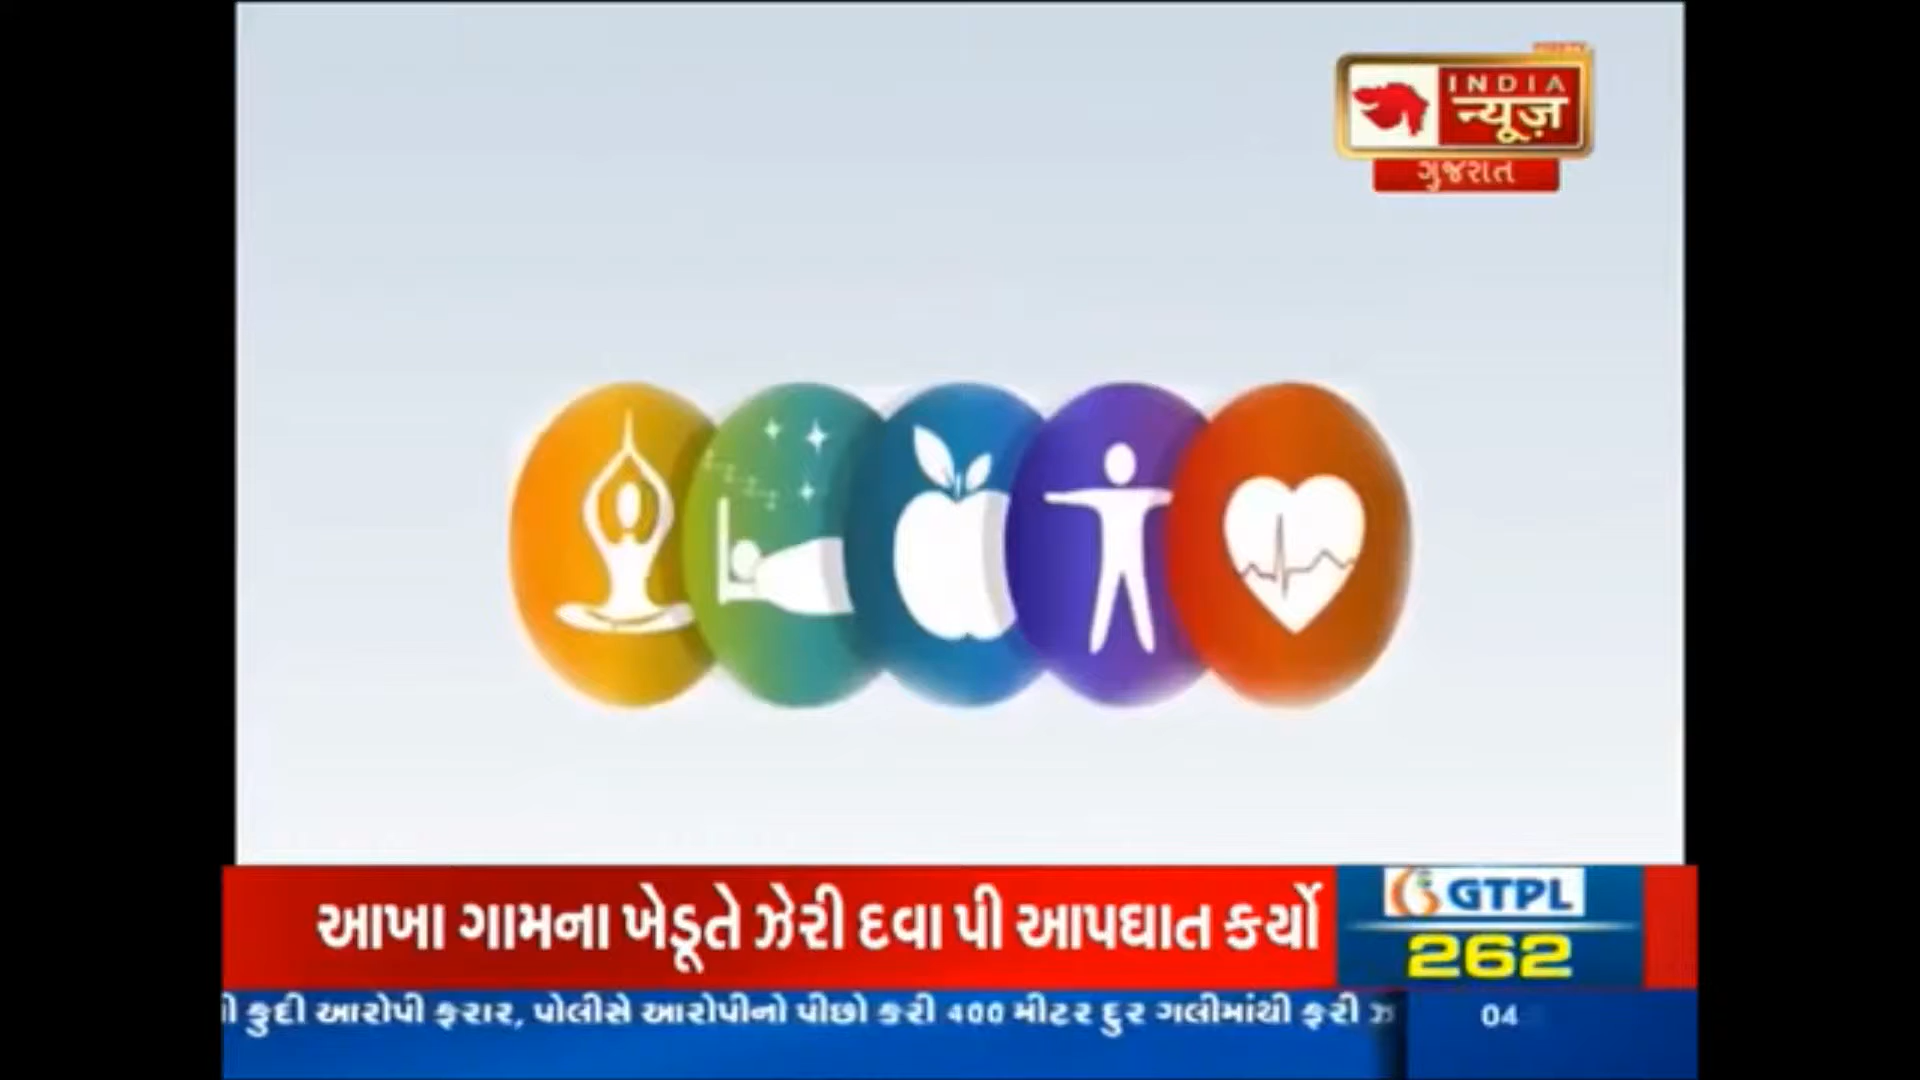 INDIA
न्यूज़
ગુજરાત
આખા ગામના ખેડૂતે ઝેરી દવા પી આપઘાત કર્યો
GTPL
262
કુદી આરોપી ફરાર, પોલીસે આરોપીનો પીછો કરી 400 મીટર દુર ગલીમાંથી ફરી
04